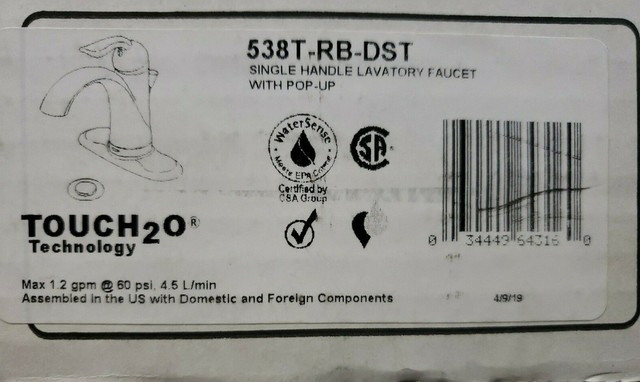 538T-RB-DST
SINGLE HANDLE LAVATORY FAUCET
WITH POP-UP
WaterSense
Meets EPA Criteria
Certified by
CSA Group
TOUCH2O®
Technology
0 34449 64316 0
Max 1.2 gpm @ 60 psi, 4.5 L/min
Assembled in the US with Domestic and Foreign Components
4/9/19